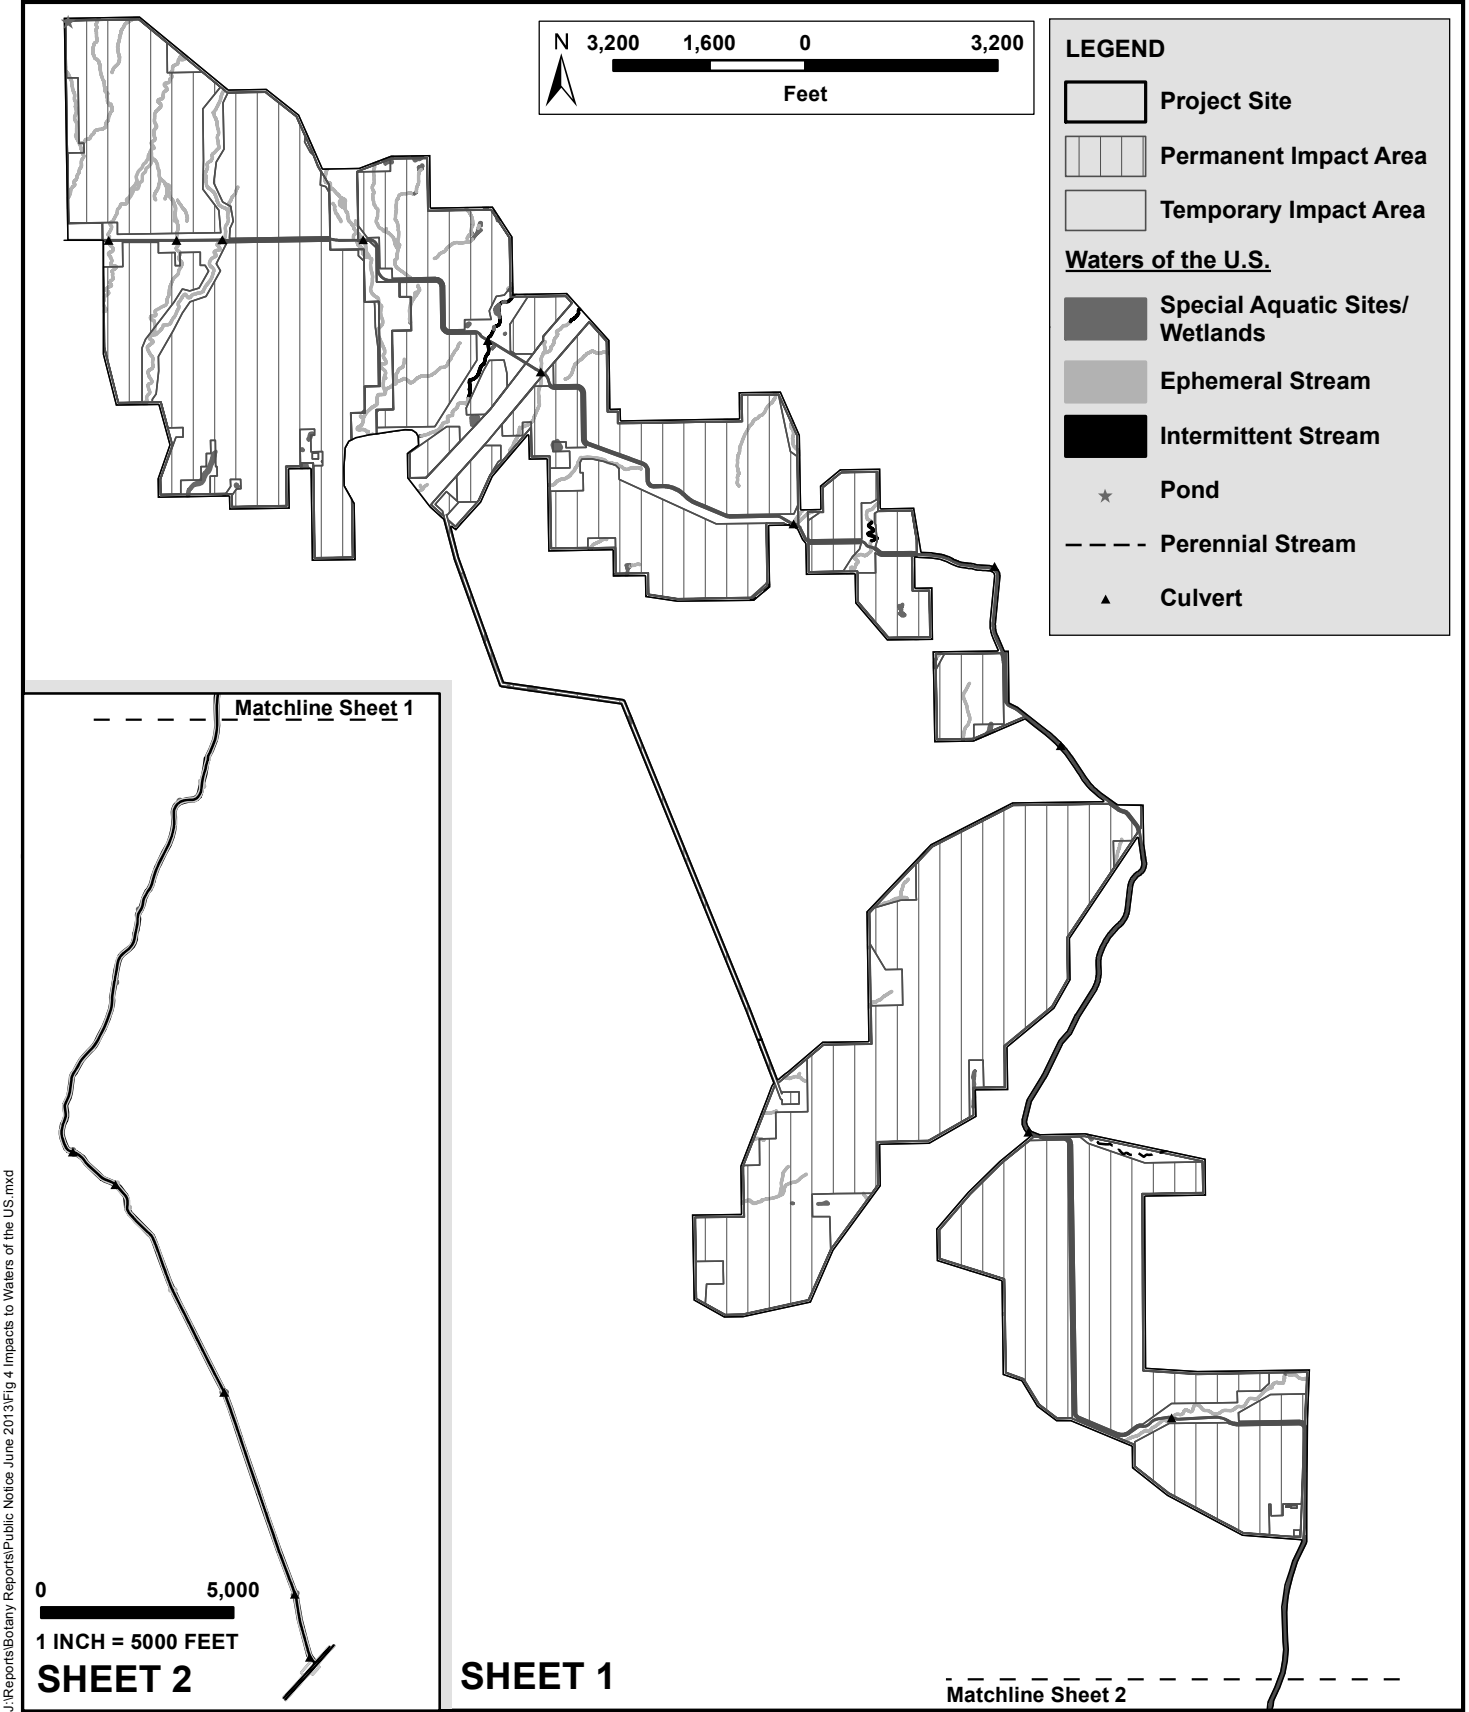 N 3,200 1,600 0 3,200
Feet
LEGEND
Project Site
Permanent Impact Area
Temporary Impact Area
Waters of the U.S.
Special Aquatic Sites/
Wetlands
Ephemeral Stream
Intermittent Stream
Pond
Perennial Stream
Culvert
Matchline Sheet 1
0 5,000
1 INCH = 5000 FEET
SHEET 2
SHEET 1
Matchline Sheet 2
J:\Reports\Botany Reports\Public Notice June 2013\Fig 4 Impacts to Waters of the US.mxd